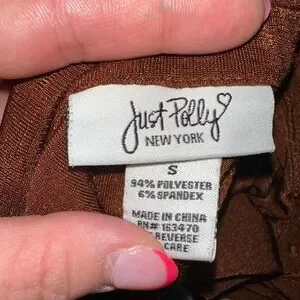 Just Polly♡
NEW YORK
S
94% POLYESTER
6% SPANDEX
MADE IN CHINA
RN# 163470
REVERSE
CARE